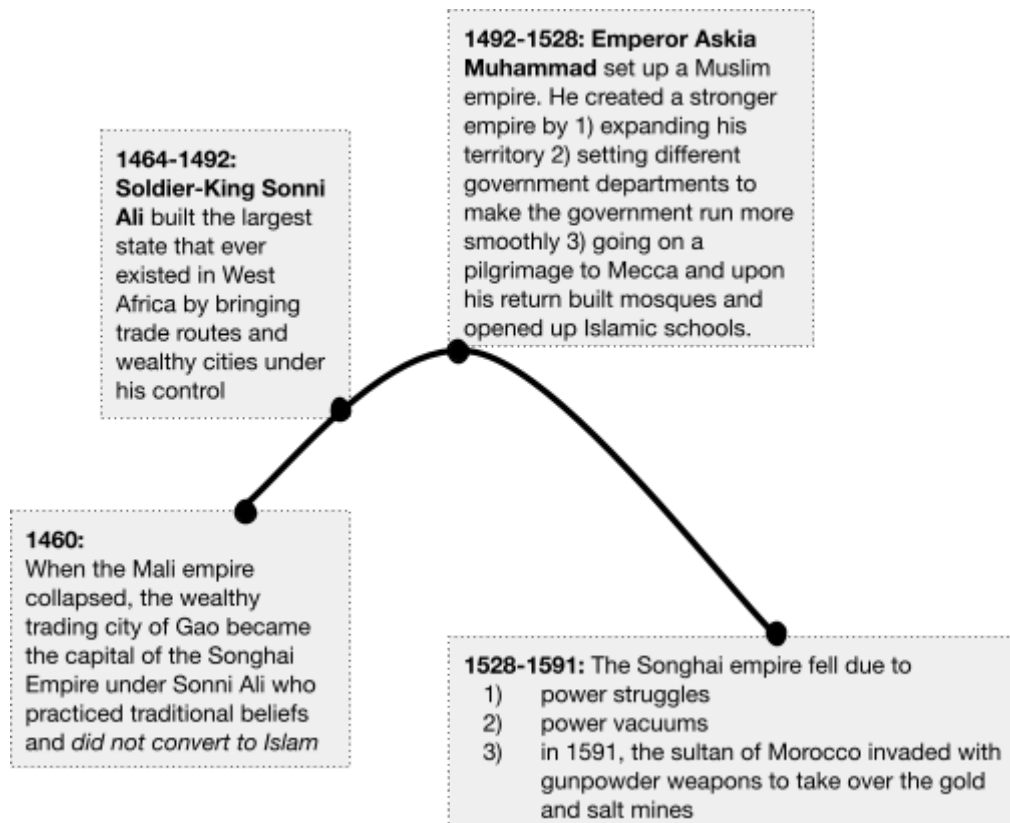 1492-1528: Emperor Askia
Muhammad set up a Muslim
empire. He created a stronger
empire by 1) expanding his
territory 2) setting different
government departments to
make the government run more
smoothly 3) going on a
pilgrimage to Mecca and upon
his return built mosques and
opened up Islamic schools.
1464-1492:
Soldier-King Sonni
Ali built the largest
state that ever
existed in West
Africa by bringing
trade routes and
wealthy cities under
his control
1460:
When the Mali empire
collapsed, the wealthy
trading city of Gao became
the capital of the Songhai
Empire under Sonni Ali who
practiced traditional beliefs
and did not convert to Islam
1528-1591: The Songhai empire fell due to
1) power struggles
2) power vacuums
3) in 1591, the sultan of Morocco invaded with
gunpowder weapons to take over the gold
and salt mines